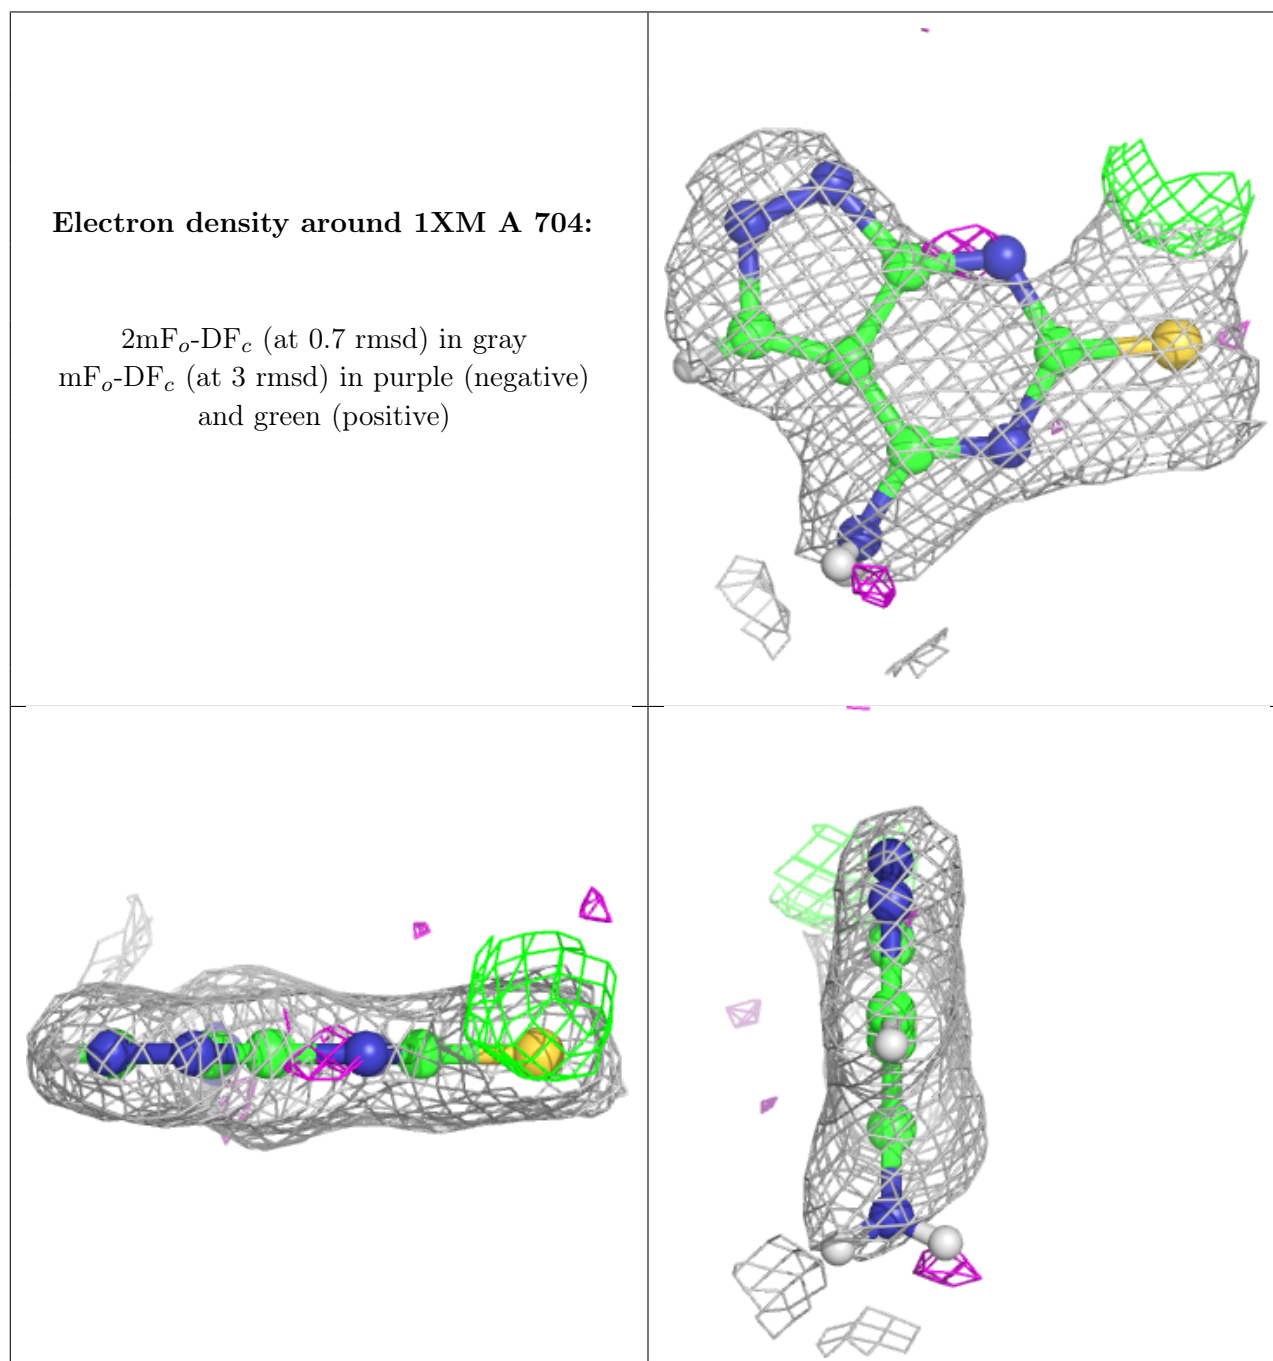 Electron density around 1XM A 704:
2mFₒ-DF𝒸 (at 0.7 rmsd) in gray
mFₒ-DF𝒸 (at 3 rmsd) in purple (negative)
and green (positive)